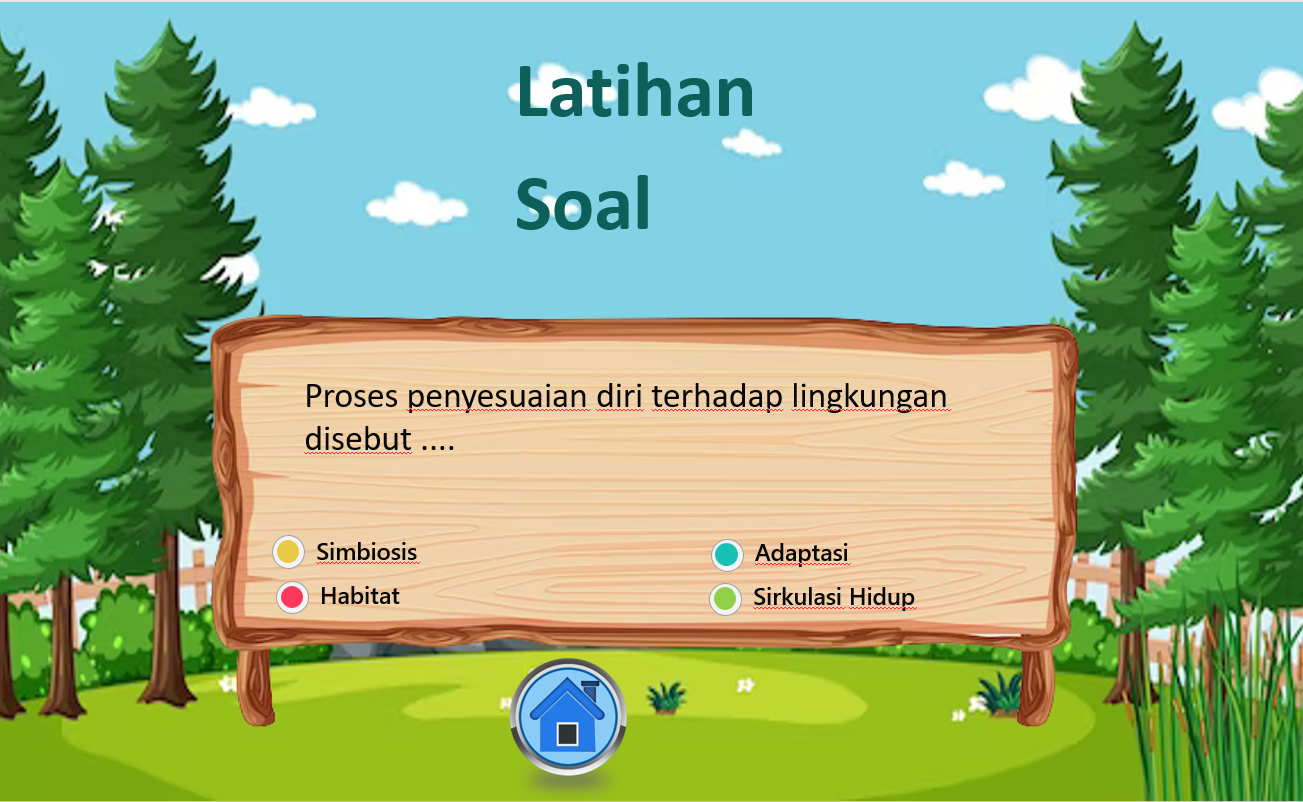 Latihan
Soal
Proses penyesuaian diri terhadap lingkungan
disebut ....
Simbiosis
Adaptasi
Habitat
Sirkulasi Hidup